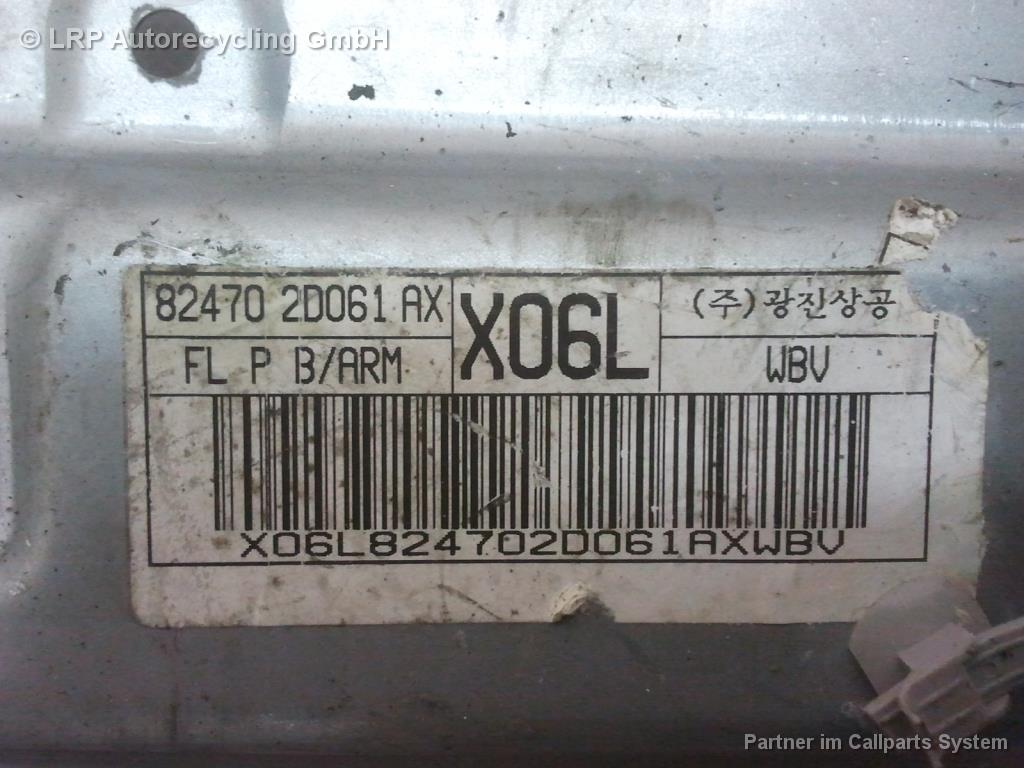 © LRP Autorecycling GmbH
82470 2D061 AX
X06L
(주)광진상공
FL P B/ARM
WBV
X06L824702D061AXWBV
Partner im Callparts System